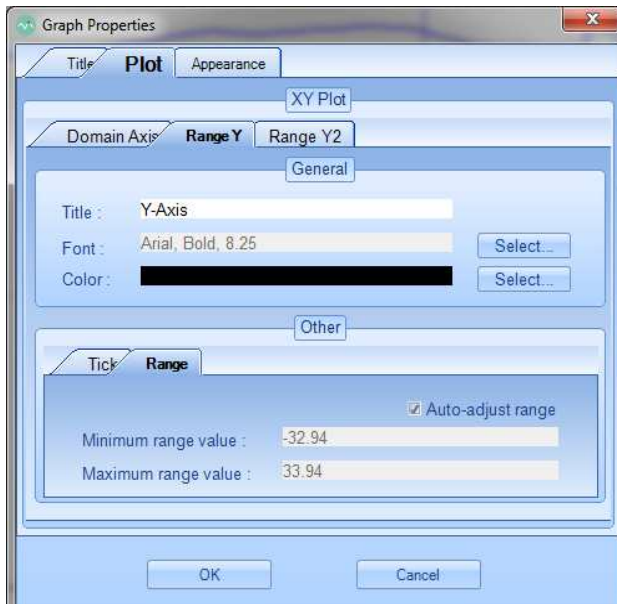 Graph Properties
Title Plot Appearance
XY Plot
Domain Axis Range Y Range Y2
General
Title : Y-Axis
Font : Arial, Bold, 8.25 Select...
Color : Select...
Other
Tick Range
Auto-adjust range
Minimum range value : -32.94
Maximum range value : 33.94
OK Cancel